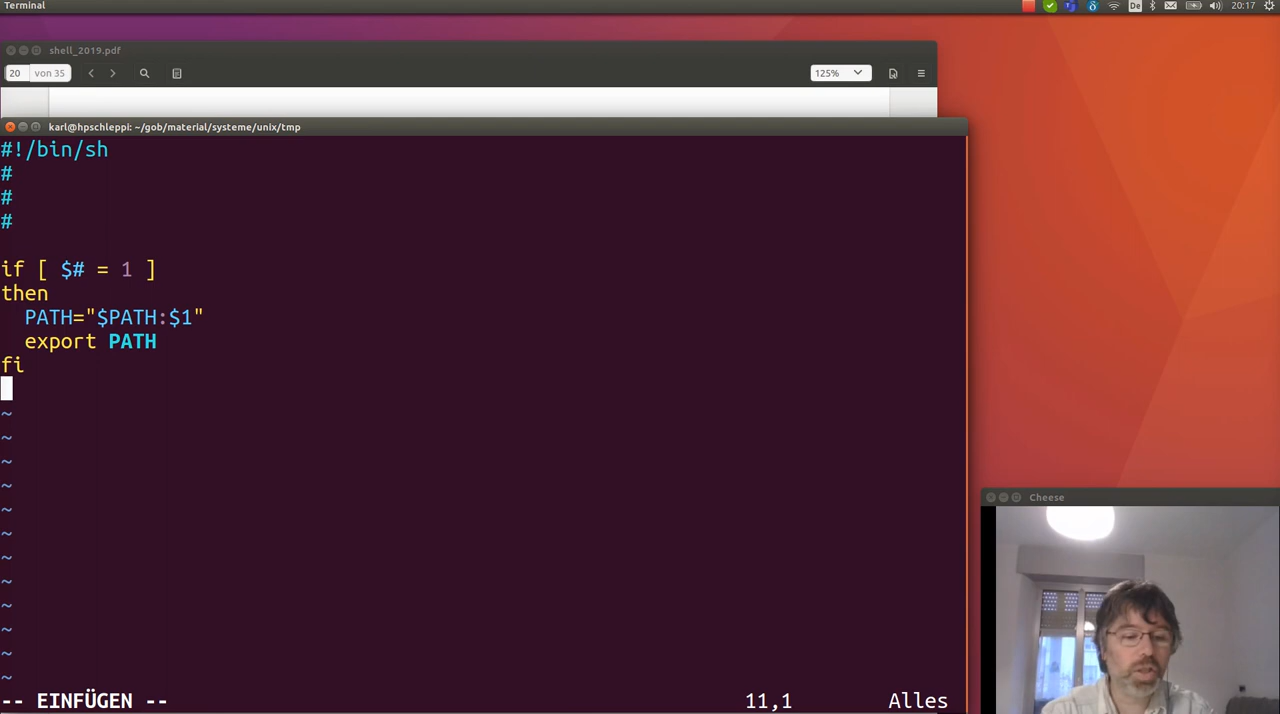 Terminal
De
20:17
shell_2019.pdf
20 von 35
125%
karl@hpschleppi: ~/gob/material/systeme/unix/tmp
#!/bin/sh
#
#
#
if [ $# = 1 ]
then
PATH="$PATH:$1"
export PATH
fi
~
~
~
~
~
~
~
~
~
~
~
~
-- EINFÜGEN -- 11,1 Alles
Cheese